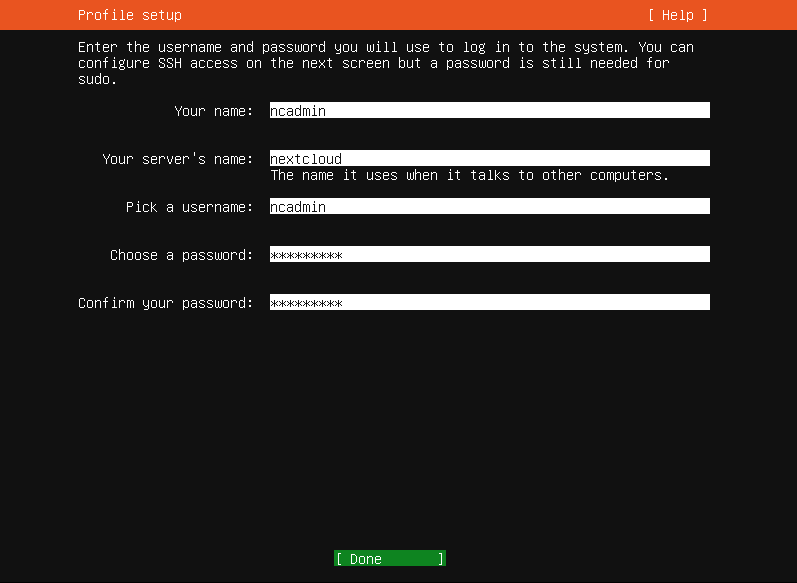 Profile setup [ Help ]
Enter the username and password you will use to log in to the system. You can
configure SSH access on the next screen but a password is still needed for
sudo.
Your name: ncadmin
Your server's name: nextcloud
The name it uses when it talks to other computers.
Pick a username: ncadmin
Choose a password: *********
Confirm your password: *********
[ Done ]